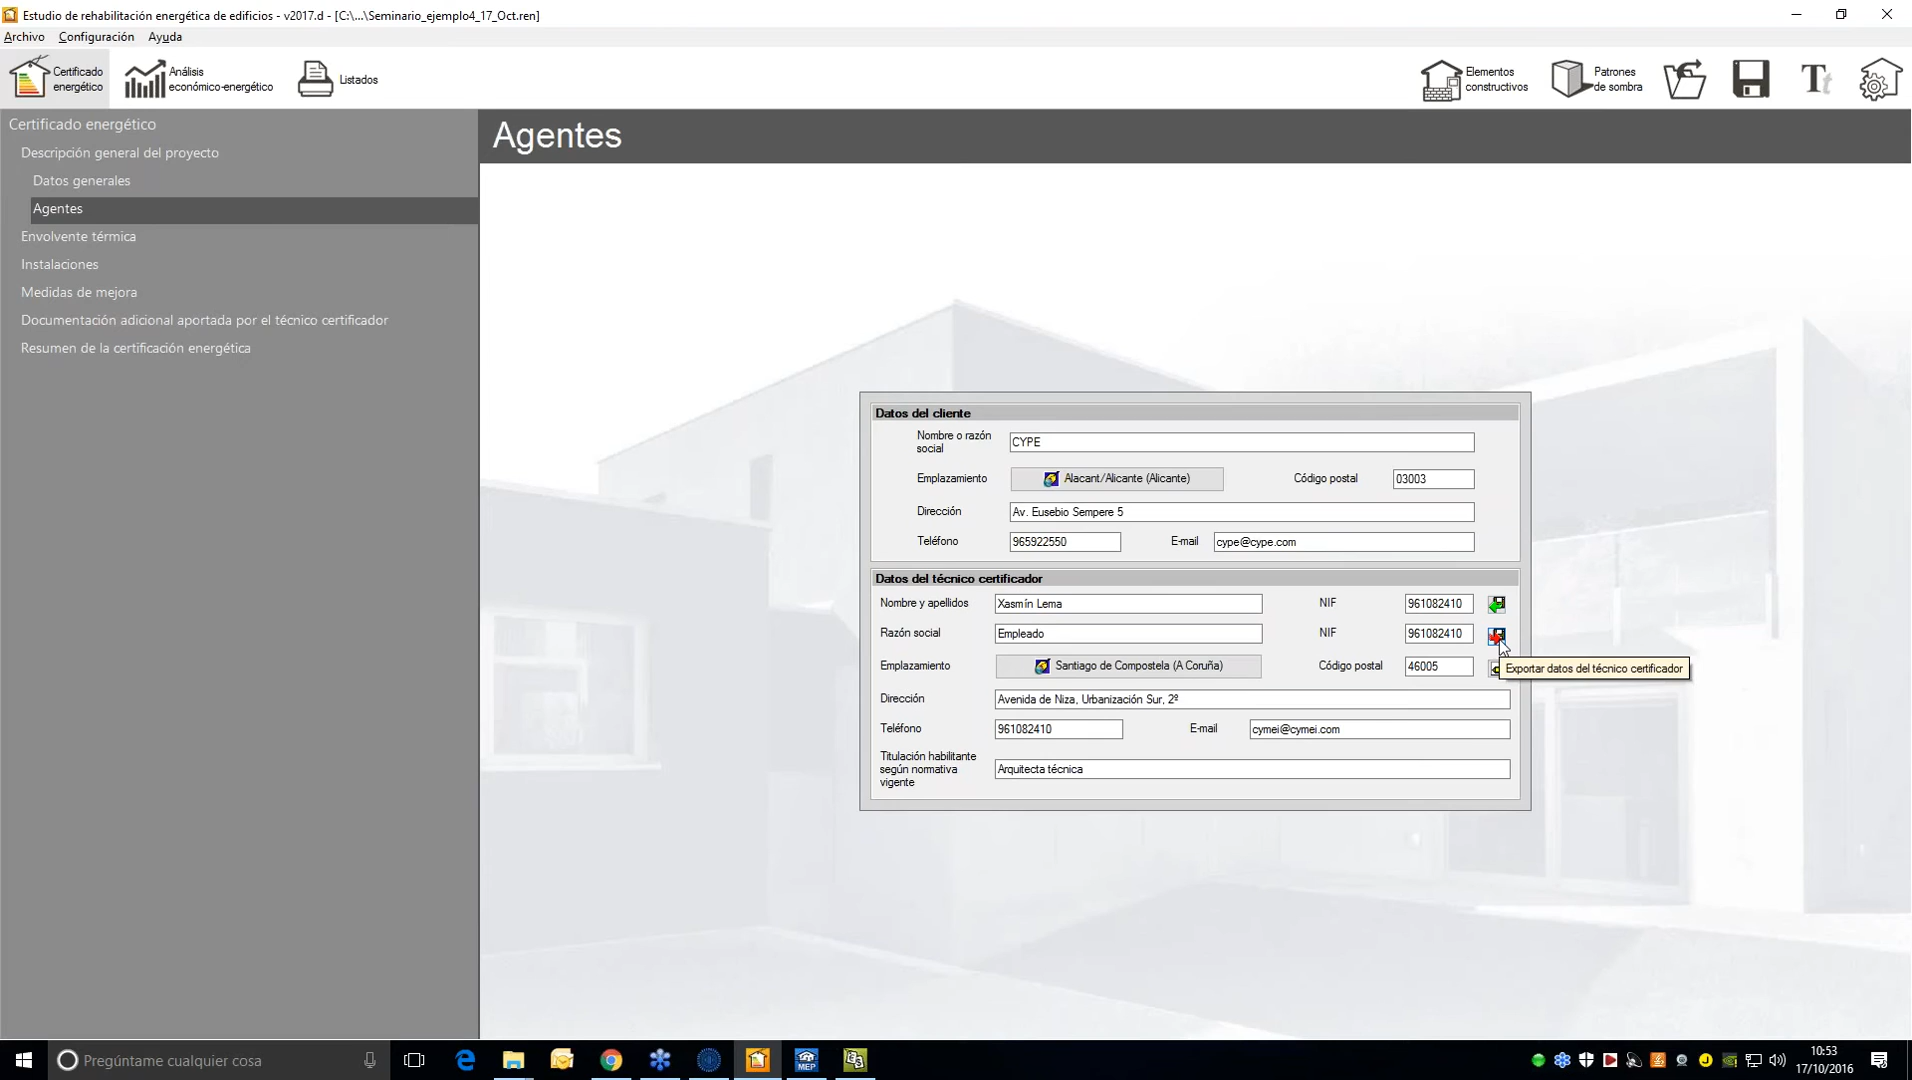 Estudio de rehabilitación energética de edificios - v2017.d - [C:\...\Seminario_ejemplo4_17_Oct.ren]
Archivo Configuración Ayuda
Certificado energético
Análisis económico-energético
Listados
Elementos constructivos
Patrones de sombra
Tt
Certificado energético
Descripción general del proyecto
Datos generales
Agentes
Envolvente térmica
Instalaciones
Medidas de mejora
Documentación adicional aportada por el técnico certificador
Resumen de la certificación energética
Agentes
Datos del cliente
Nombre o razón social CYPE
Emplazamiento Alacant/Alicante (Alicante) Código postal 03003
Dirección Av. Eusebio Sempere 5
Teléfono 965922550 E-mail cype@cype.com
Datos del técnico certificador
Nombre y apellidos Xasmín Lema NIF 961082410
Razón social Empleado NIF 961082410
Emplazamiento Santiago de Compostela (A Coruña) Código postal 46005
Exportar datos del técnico certificador
Dirección Avenida de Niza, Urbanización Sur, 2º
Teléfono 961082410 E-mail cymei@cymei.com
Titulación habilitante según normativa vigente Arquitecta técnica
Pregúntame cualquier cosa
MEP
10:53
17/10/2016